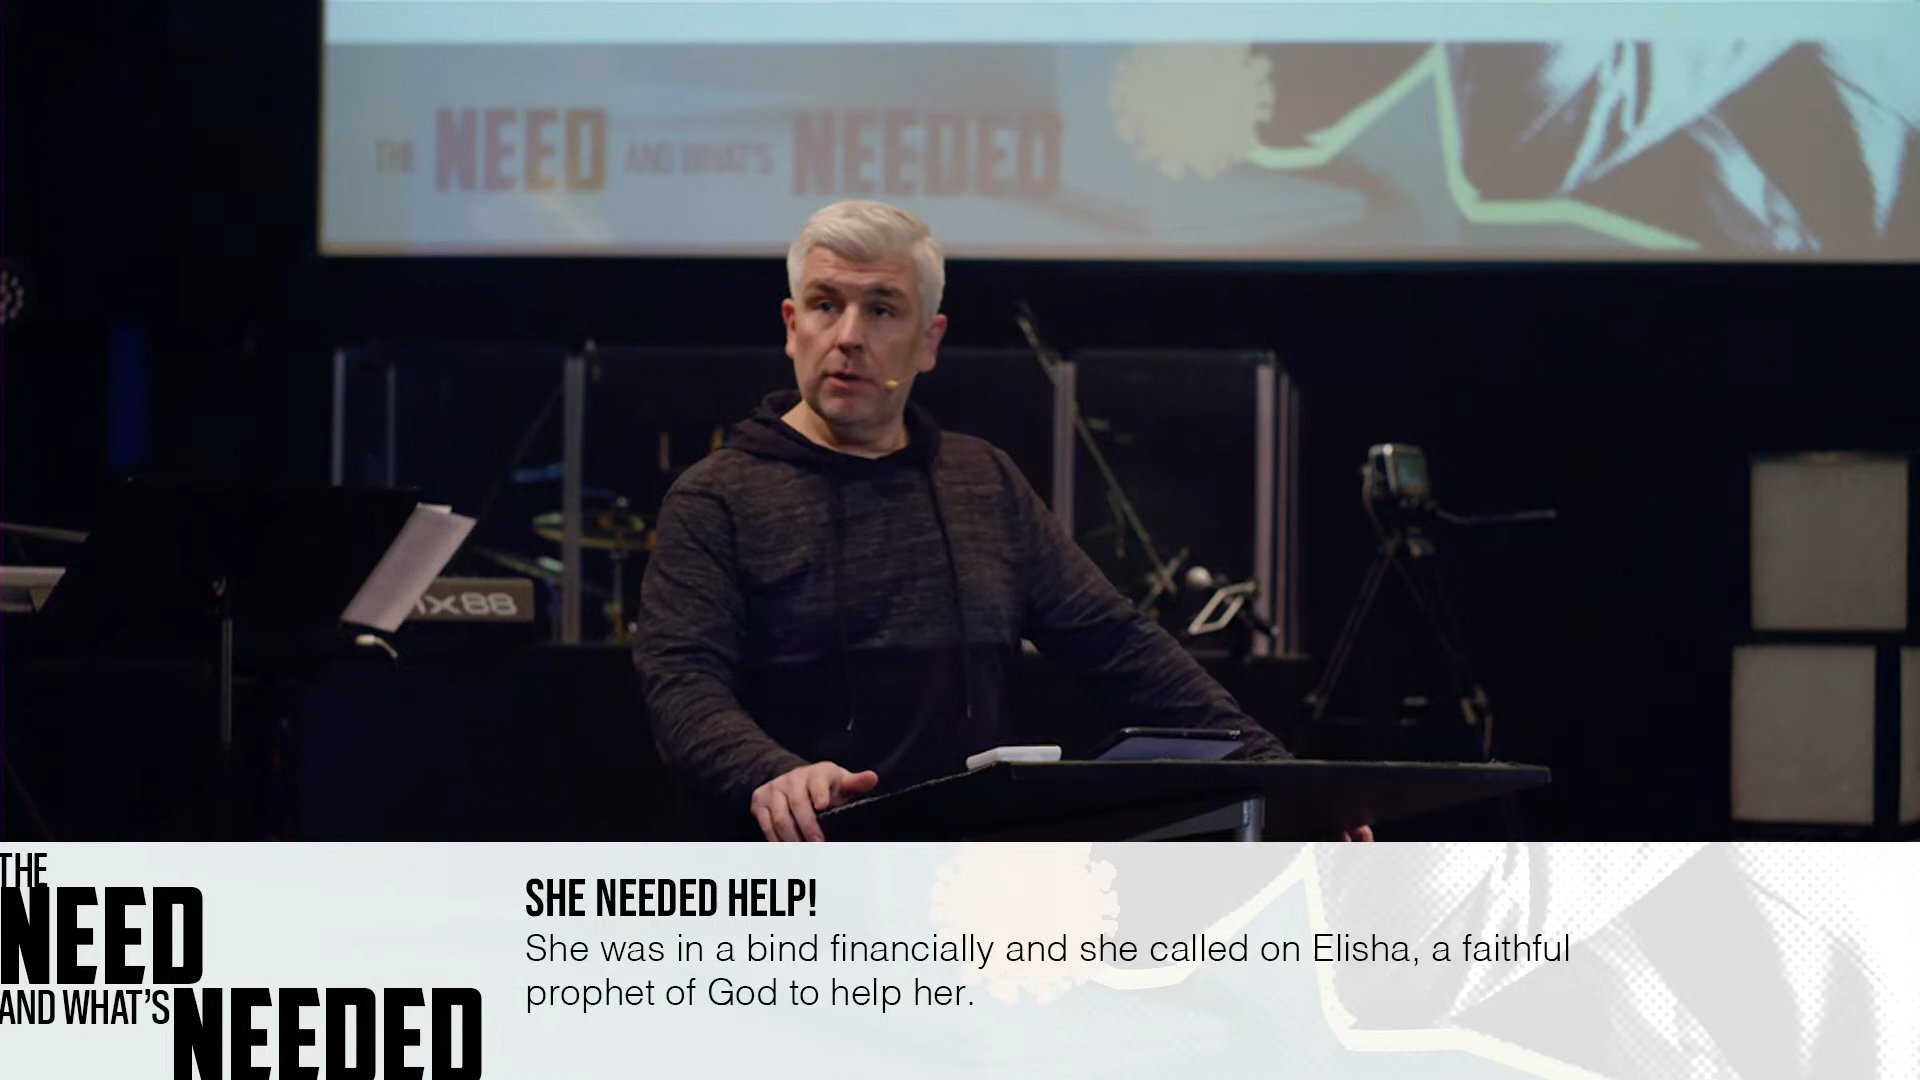 THE NEED AND WHAT'S NEEDED
NX88
THE
NEED
AND WHAT'S
NEEDED
SHE NEEDED HELP!
She was in a bind financially and she called on Elisha, a faithful
prophet of God to help her.